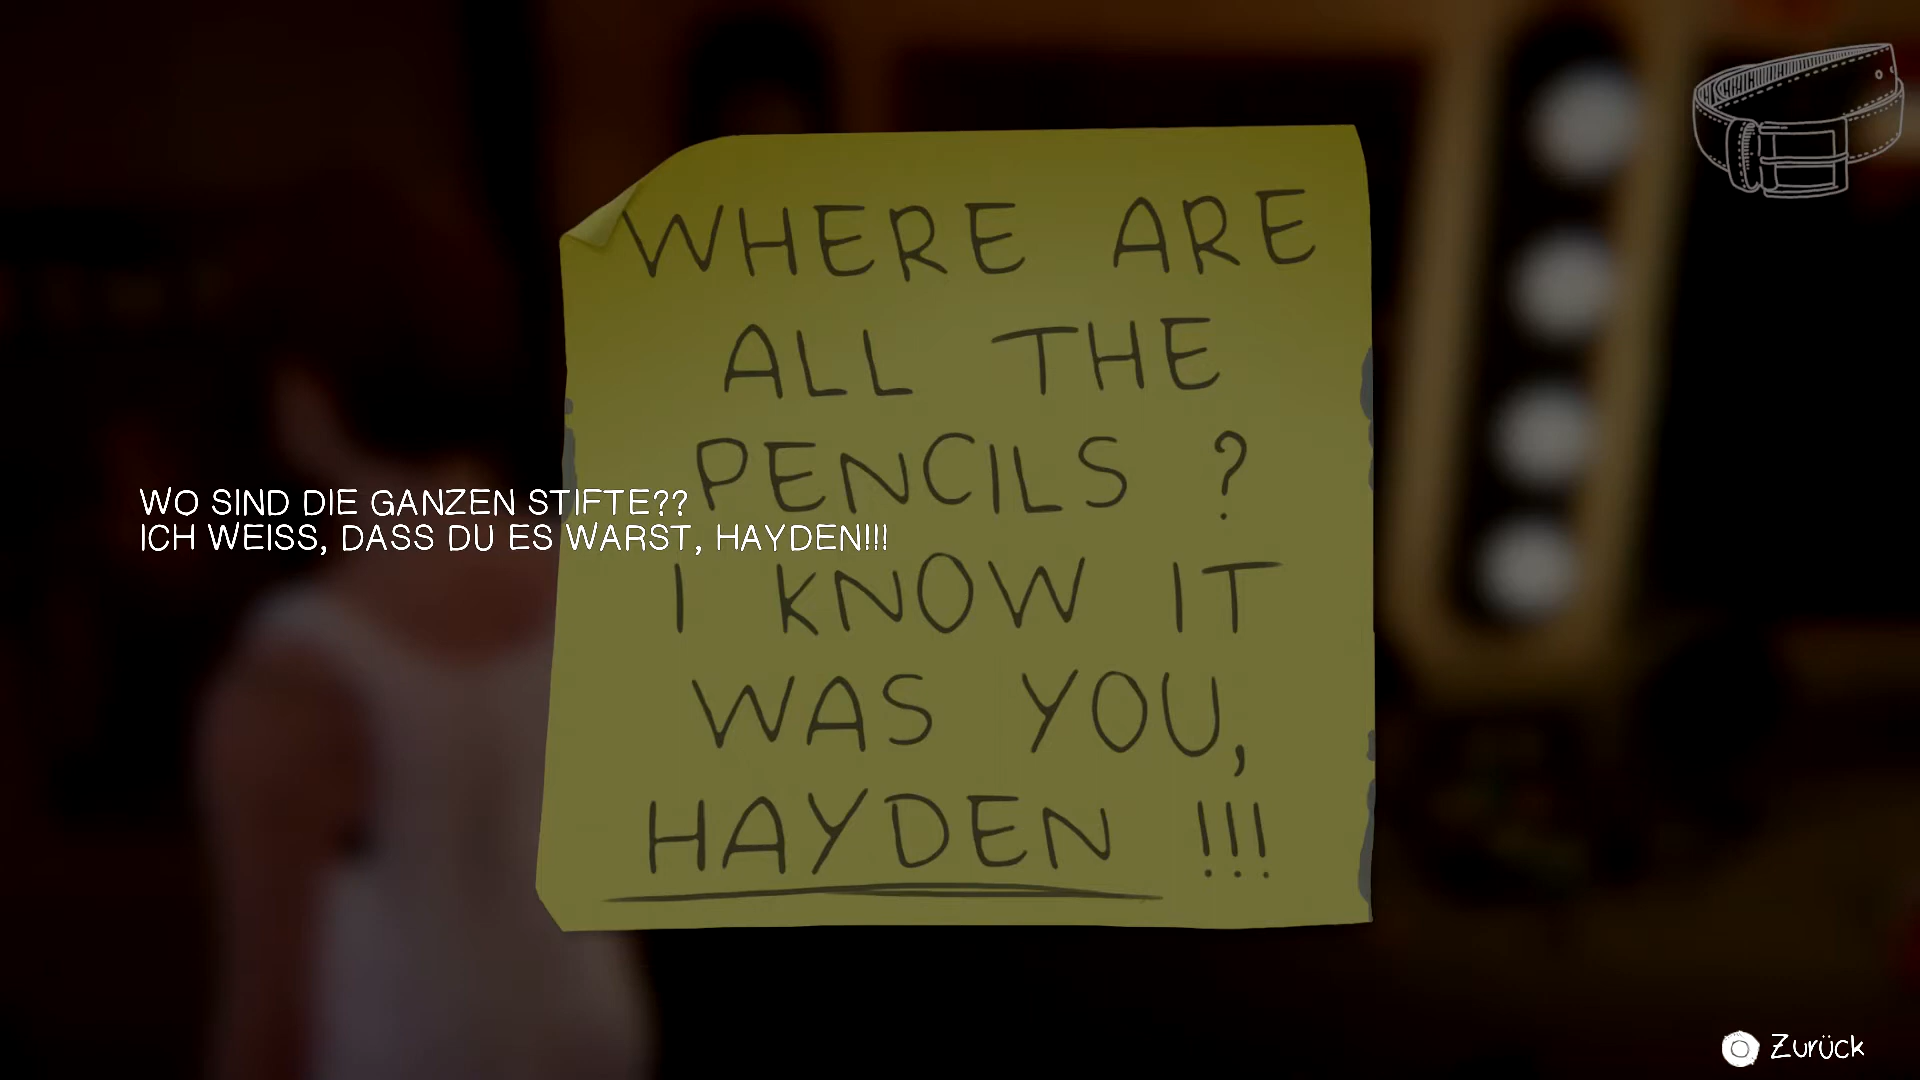 WHERE ARE
ALL THE
PENCILS ?
I KNOW IT
WAS YOU,
HAYDEN !!!
WO SIND DIE GANZEN STIFTE??
ICH WEISS, DASS DU ES WARST, HAYDEN!!!
Zurück